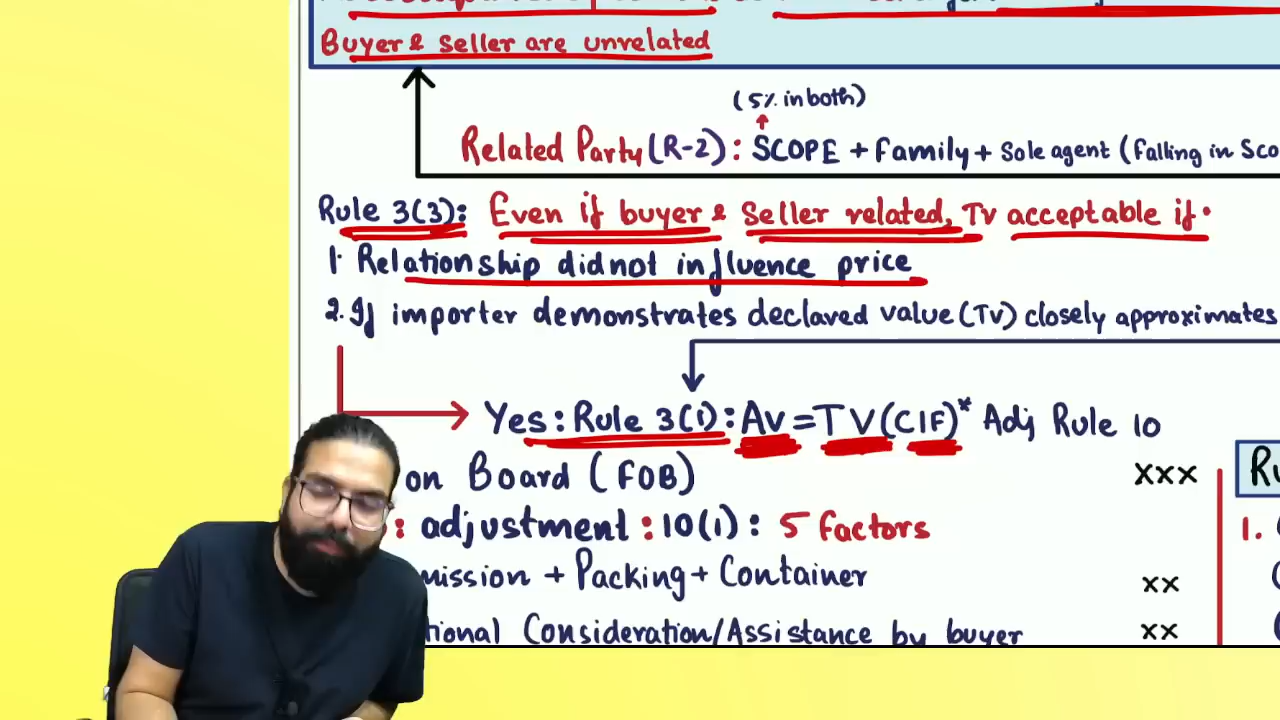 Buyer & Seller are unrelated
(5% in both)
Related Party (R-2): SCOPE + Family + Sole agent (Falling in Sco
Rule 3(3): Even if buyer & Seller related, TV acceptable if
1. Relationship did not influence price
2. If importer demonstrates declared value (TV) closely approximates
Yes: Rule 3(1): AV = TV (CIF)* Adj Rule 10
on Board (FOB) xxx
: adjustment : 10(1): 5 Factors
mission + Packing + Container xx
tional Consideration/Assistance by buyer xx
Ru
1.